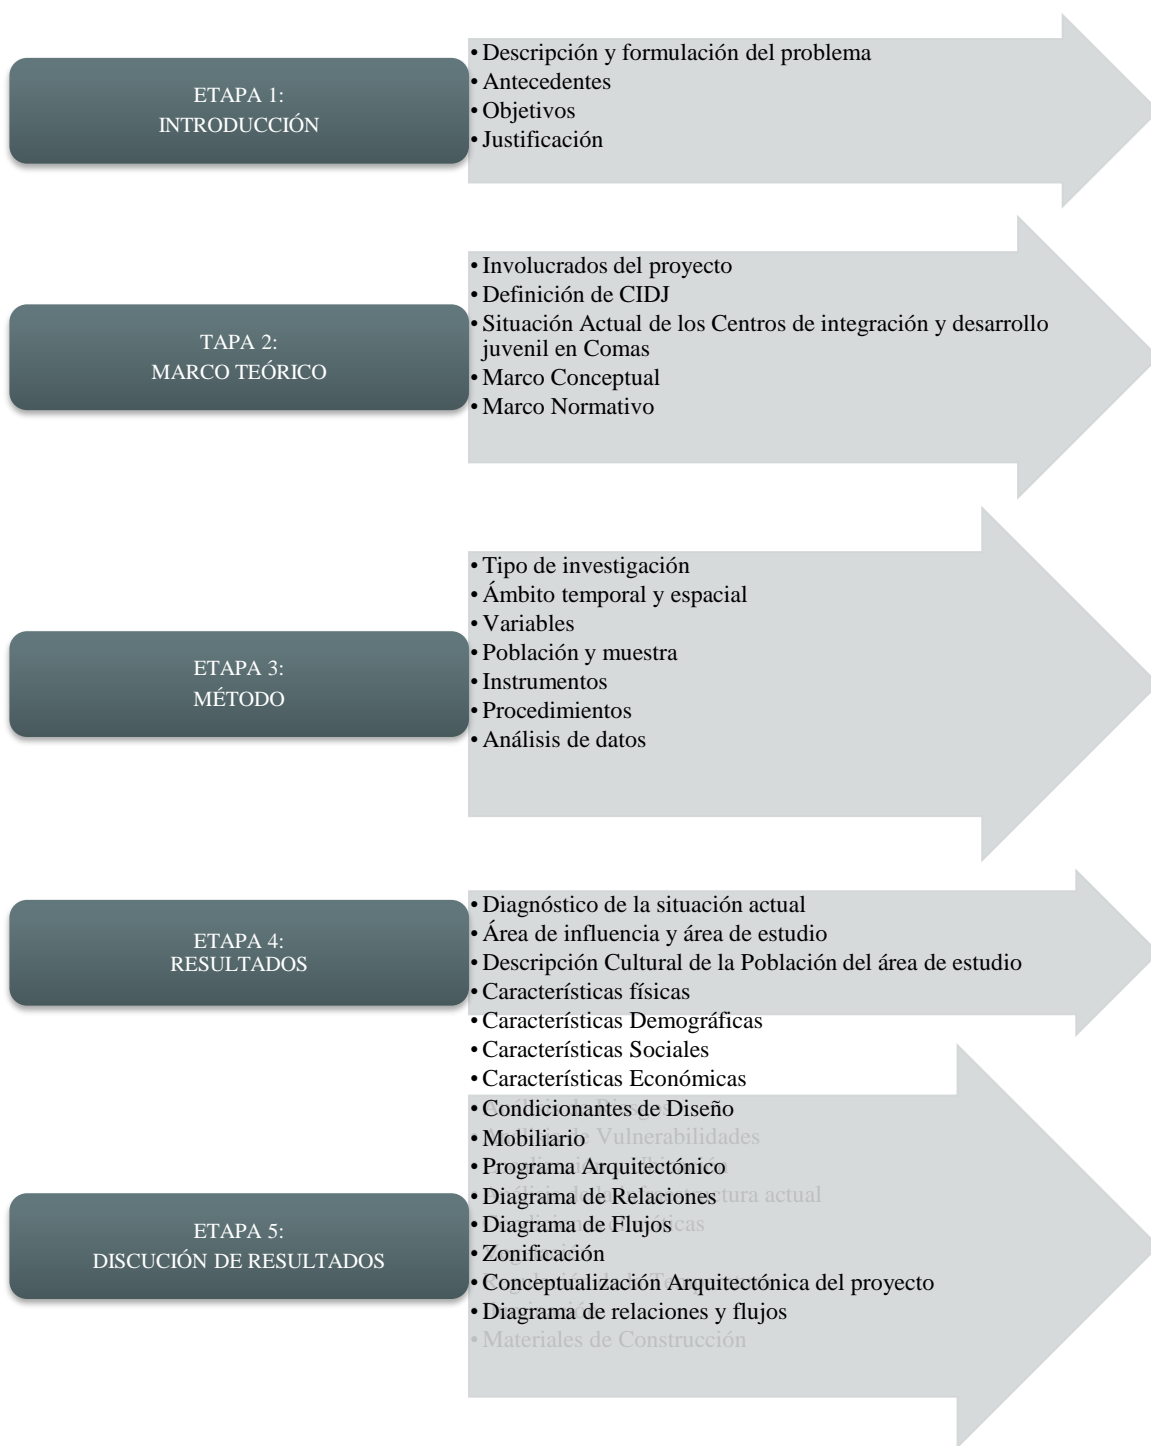 ETAPA 1:
INTRODUCCIÓN
• Descripción y formulación del problema
• Antecedentes
• Objetivos
• Justificación
TAPA 2:
MARCO TEÓRICO
• Involucrados del proyecto
• Definición de CIDJ
• Situación Actual de los Centros de integración y desarrollo
juvenil en Comas
• Marco Conceptual
• Marco Normativo
ETAPA 3:
MÉTODO
• Tipo de investigación
• Ámbito temporal y espacial
• Variables
• Población y muestra
• Instrumentos
• Procedimientos
• Análisis de datos
ETAPA 4:
RESULTADOS
• Diagnóstico de la situación actual
• Área de influencia y área de estudio
• Descripción Cultural de la Población del área de estudio
• Características físicas
• Características Demográficas
• Características Sociales
• Características Económicas
ETAPA 5:
DISCUCIÓN DE RESULTADOS
• Condicionantes de Diseño
• Mobiliario
• Programa Arquitectónico
• Diagrama de Relaciones
• Diagrama de Flujos
• Zonificación
• Conceptualización Arquitectónica del proyecto
• Diagrama de relaciones y flujos
de Vulnerabilidades
actual
• Materiales de Construcción